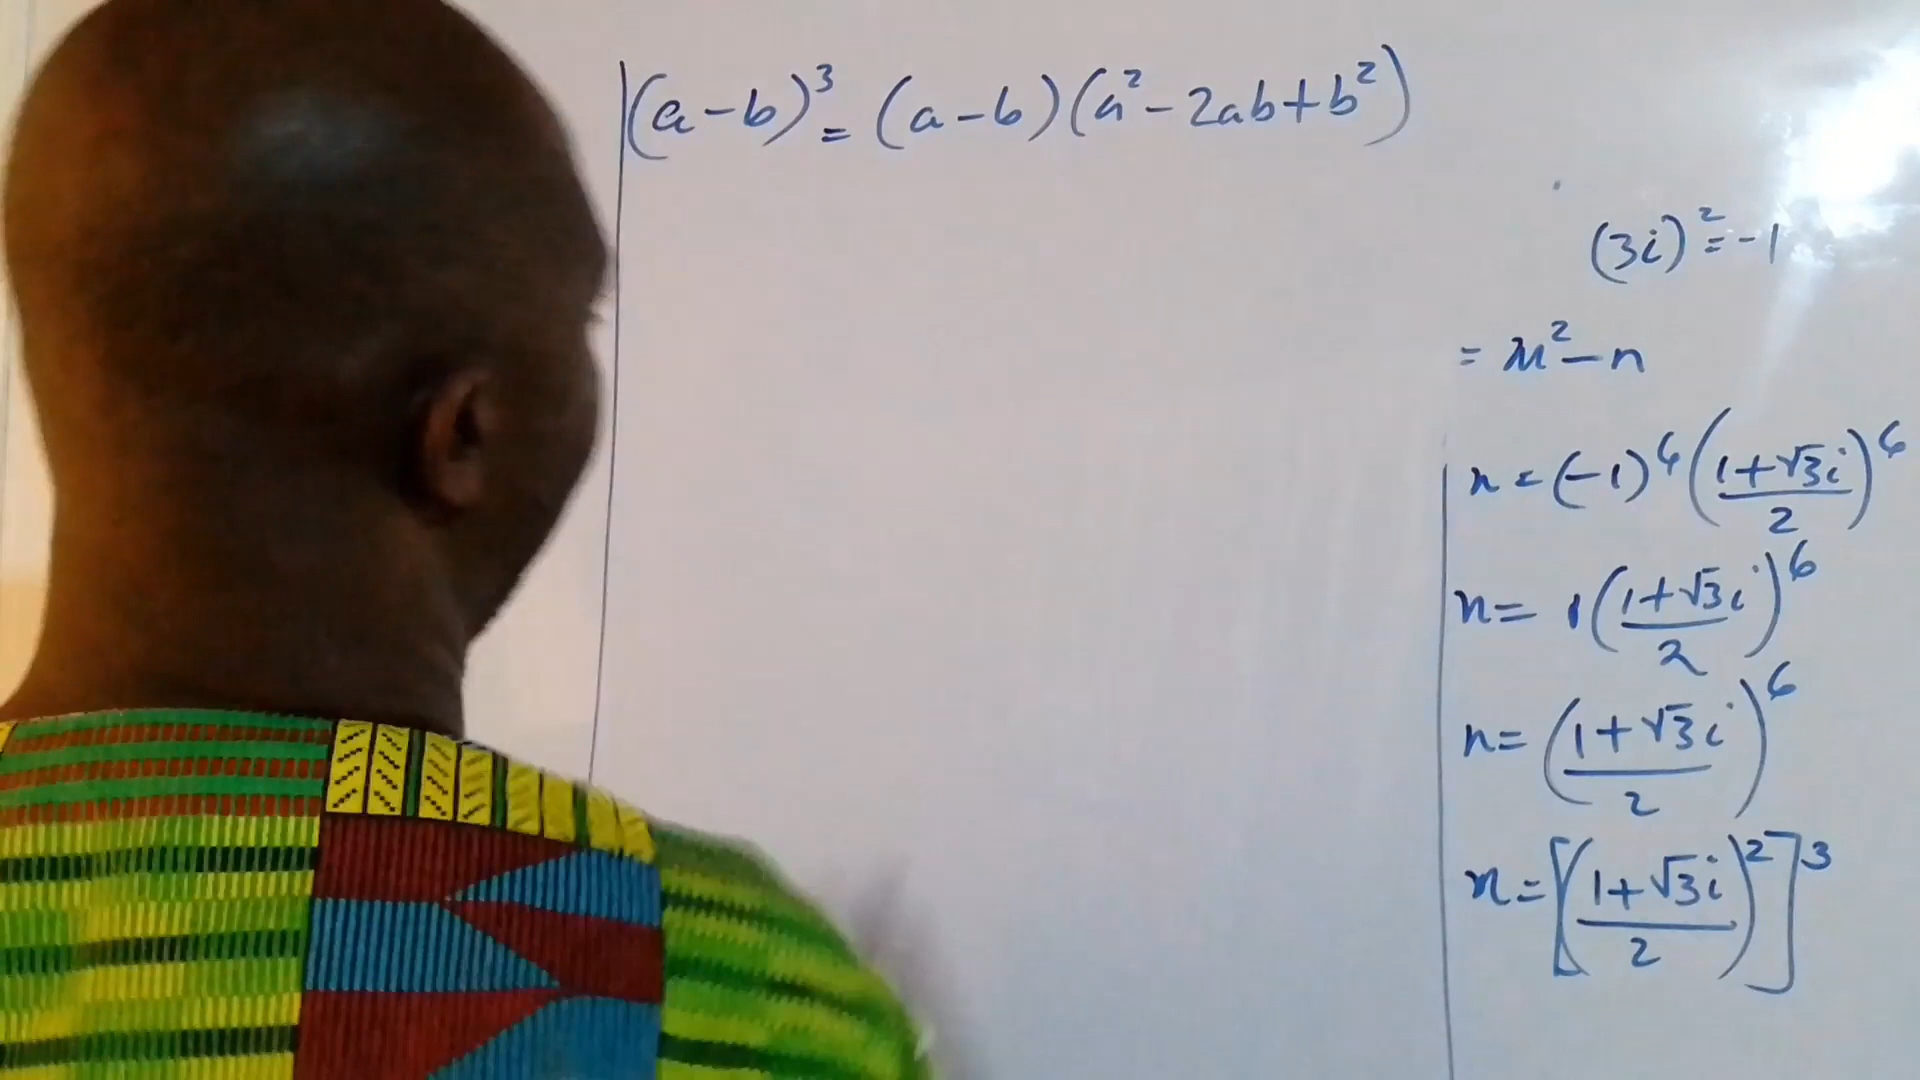 (a-b)³ = (a-b)(a²-2ab+b²)
(3i)² = -1
= x² - n
n = (-1)⁶ ((1+√3i)/2)⁶
n = 1 ((1+√3i)/2)⁶
n = ((1+√3i)/2)⁶
n = [((1+√3i)/2)²]³